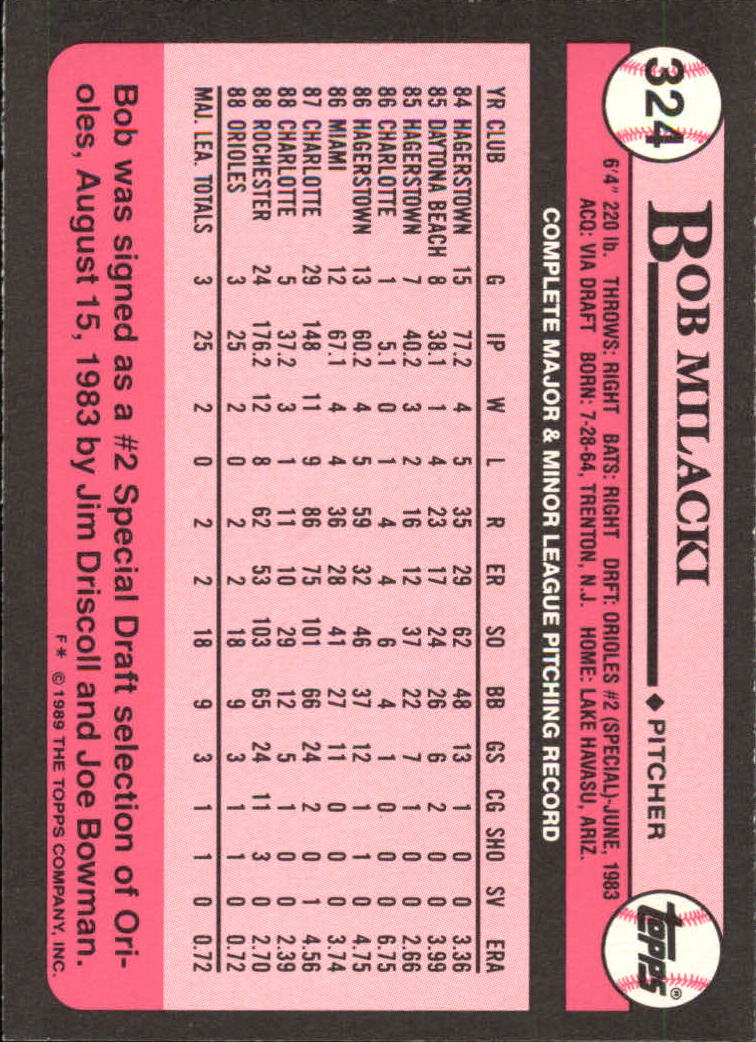 324
BOB MILACKI ♦ PITCHER
TOPPS®
6'4" 220 lb. THROWS: RIGHT BATS: RIGHT DRFT: ORIOLES #2 (SPECIAL)-JUNE, 1983
ACQ: VIA DRAFT BORN: 7-28-64, TRENTON, N.J. HOME: LAKE HAVASU, ARIZ.
COMPLETE MAJOR & MINOR LEAGUE PITCHING RECORD
YR CLUB G IP W L R ER SO BB GS CG SHO SV ERA
84 HAGERSTOWN 15 77.2 4 5 35 29 62 48 13 1 0 0 3.36
85 DAYTONA BEACH 8 38.1 1 4 23 17 24 26 6 2 0 0 3.99
85 HAGERSTOWN 7 40.2 3 2 16 12 37 22 7 1 0 0 2.66
86 CHARLOTTE 1 5.1 0 1 4 4 6 4 1 0 0 0 6.75
86 HAGERSTOWN 13 60.2 4 5 59 32 46 37 12 1 1 0 4.75
86 MIAMI 12 67.1 4 4 36 28 41 27 11 0 0 0 3.74
87 CHARLOTTE 29 148 11 9 86 75 101 66 24 2 0 1 4.56
88 CHARLOTTE 5 37.2 3 1 11 10 29 12 5 1 0 0 2.39
88 ROCHESTER 24 176.2 12 8 62 53 103 65 24 11 3 0 2.70
88 ORIOLES 3 25 2 0 2 2 18 9 3 1 1 0 0.72
MAJ. LEA. TOTALS 3 25 2 0 2 2 18 9 3 1 1 0 0.72
Bob was signed as a #2 Special Draft selection of Ori-
oles, August 15, 1983 by Jim Driscoll and Joe Bowman.
F* ©1989 THE TOPPS COMPANY, INC.